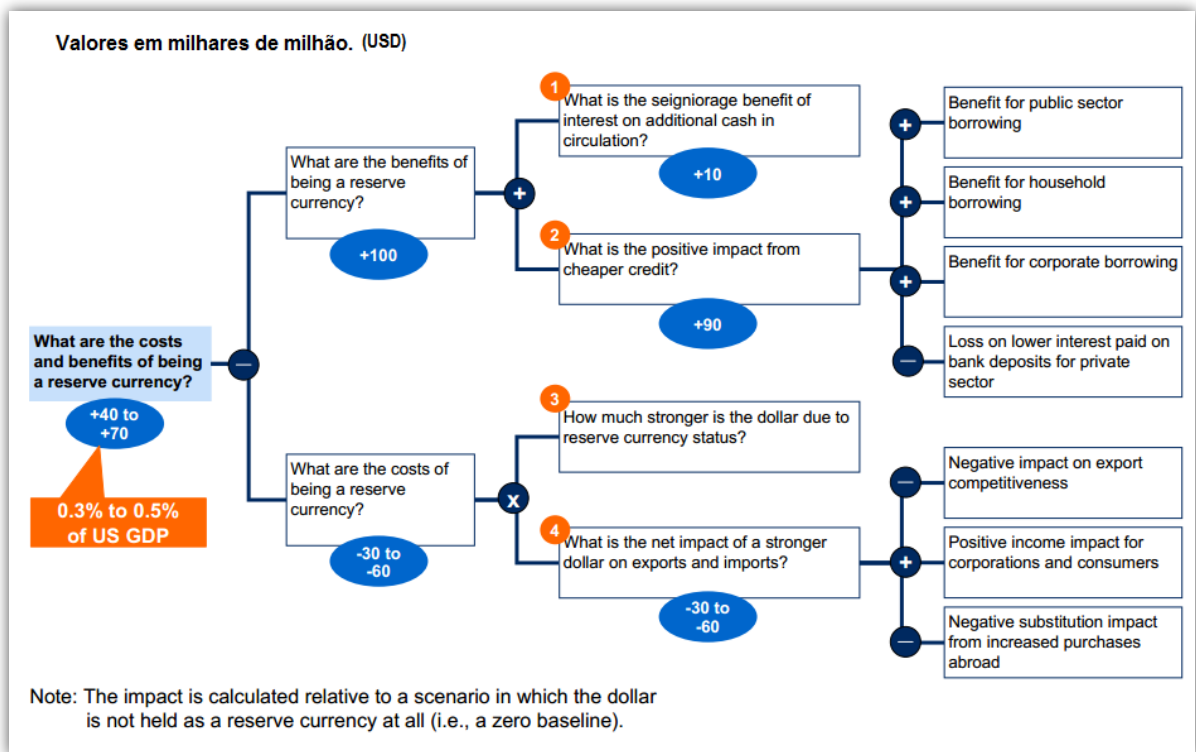 Valores em milhares de milhão. (USD)
1
What is the seigniorage benefit of
interest on additional cash in
circulation?
+10
What are the benefits of
being a reserve
currency?
+100
+
2
What is the positive impact from
cheaper credit?
+90
+
Benefit for public sector
borrowing
+
Benefit for household
borrowing
+
Benefit for corporate borrowing
—
Loss on lower interest paid on
bank deposits for private
sector
What are the costs
and benefits of being
a reserve currency?
—
+40 to
+70
0.3% to 0.5%
of US GDP
3
How much stronger is the dollar due to
reserve currency status?
What are the costs of
being a reserve
currency?
-30 to
-60
x
4
What is the net impact of a stronger
dollar on exports and imports?
-30 to
-60
—
Negative impact on export
competitiveness
+
Positive income impact for
corporations and consumers
—
Negative substitution impact
from increased purchases
abroad
Note: The impact is calculated relative to a scenario in which the dollar
is not held as a reserve currency at all (i.e., a zero baseline).